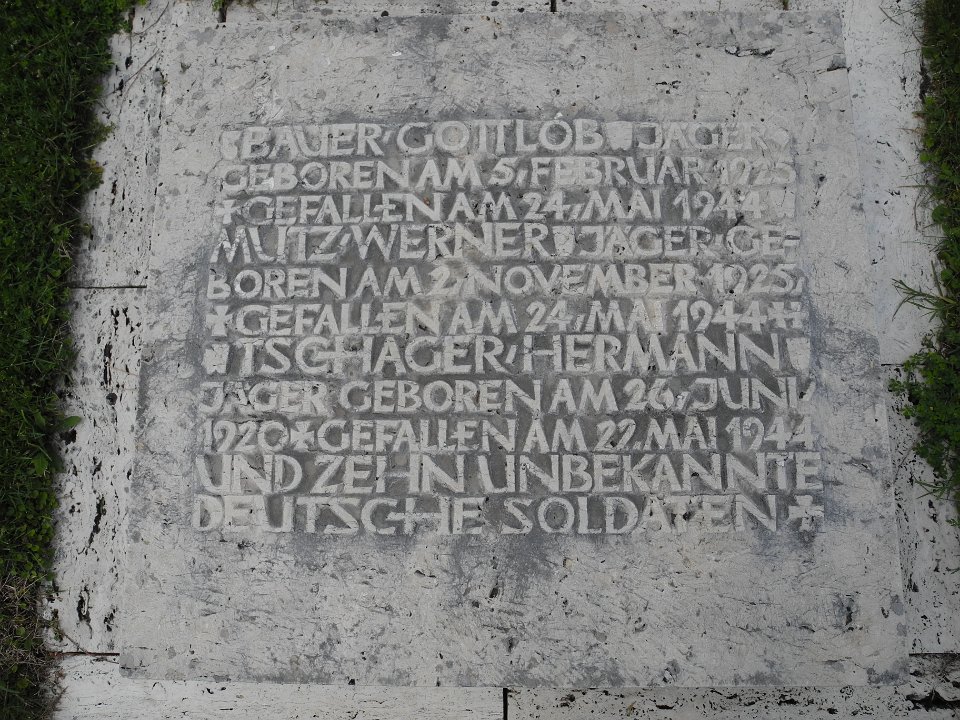 BAUER, GOTTLOB JÄGER,
GEBOREN AM 5, FEBRUAR 1925
+GEFALLEN AM 24, MAI 1944
MUTZ, WERNER JÄGER, GE=
BOREN AM 2, NOVEMBER 1925,
+GEFALLEN AM 24, MAI 1944++
TSCHAGER, HERMANN
JÄGER GEBOREN AM 26, JUNI,
1920+GEFALLEN AM 22, MAI 1944
UND ZEHN UNBEKANNTE
DEUTSCHE SOLDATEN +